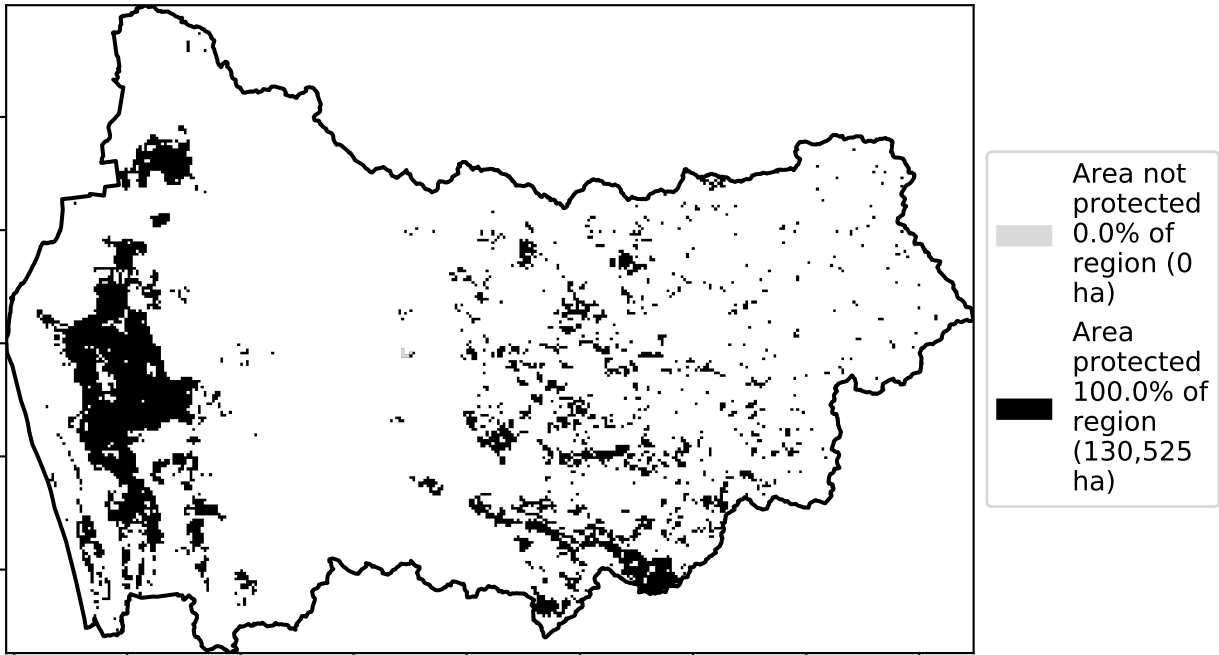 Area not
protected
0.0% of
region (0
ha)
Area
protected
100.0% of
region
(130,525
ha)